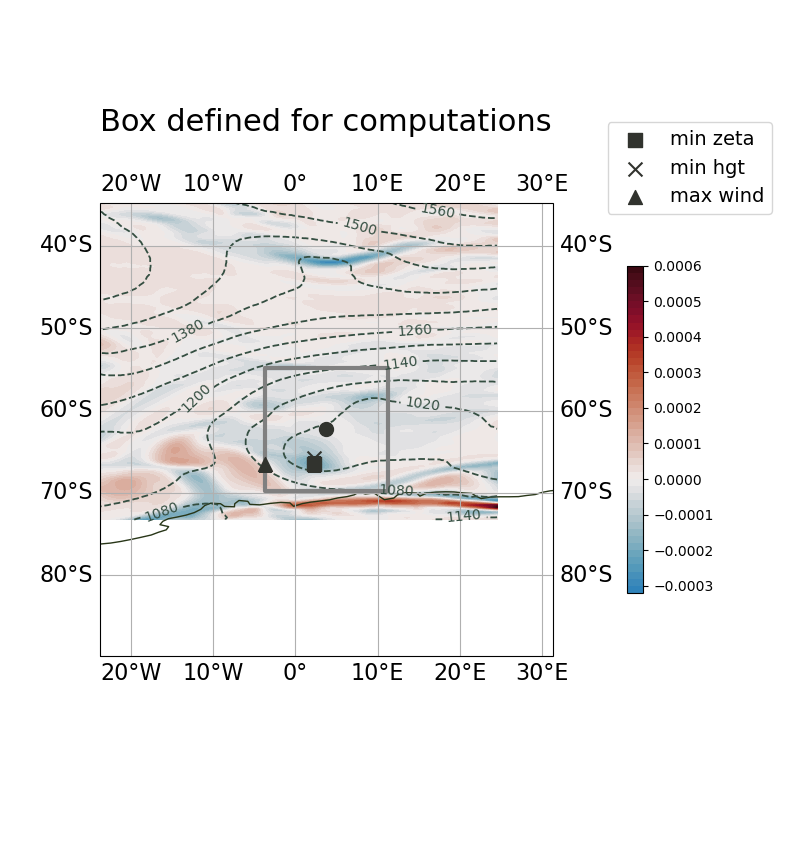 Box defined for computations
min zeta
min hgt
max wind
20°W 10°W 0° 10°E 20°E 30°E
40°S 40°S
50°S 50°S
60°S 60°S
70°S 70°S
80°S 80°S
20°W 10°W 0° 10°E 20°E 30°E
1560
1500
1380
1260
1140
1200
1020
1080
1080
1140
0.0006
0.0005
0.0004
0.0003
0.0002
0.0001
0.0000
−0.0001
−0.0002
−0.0003